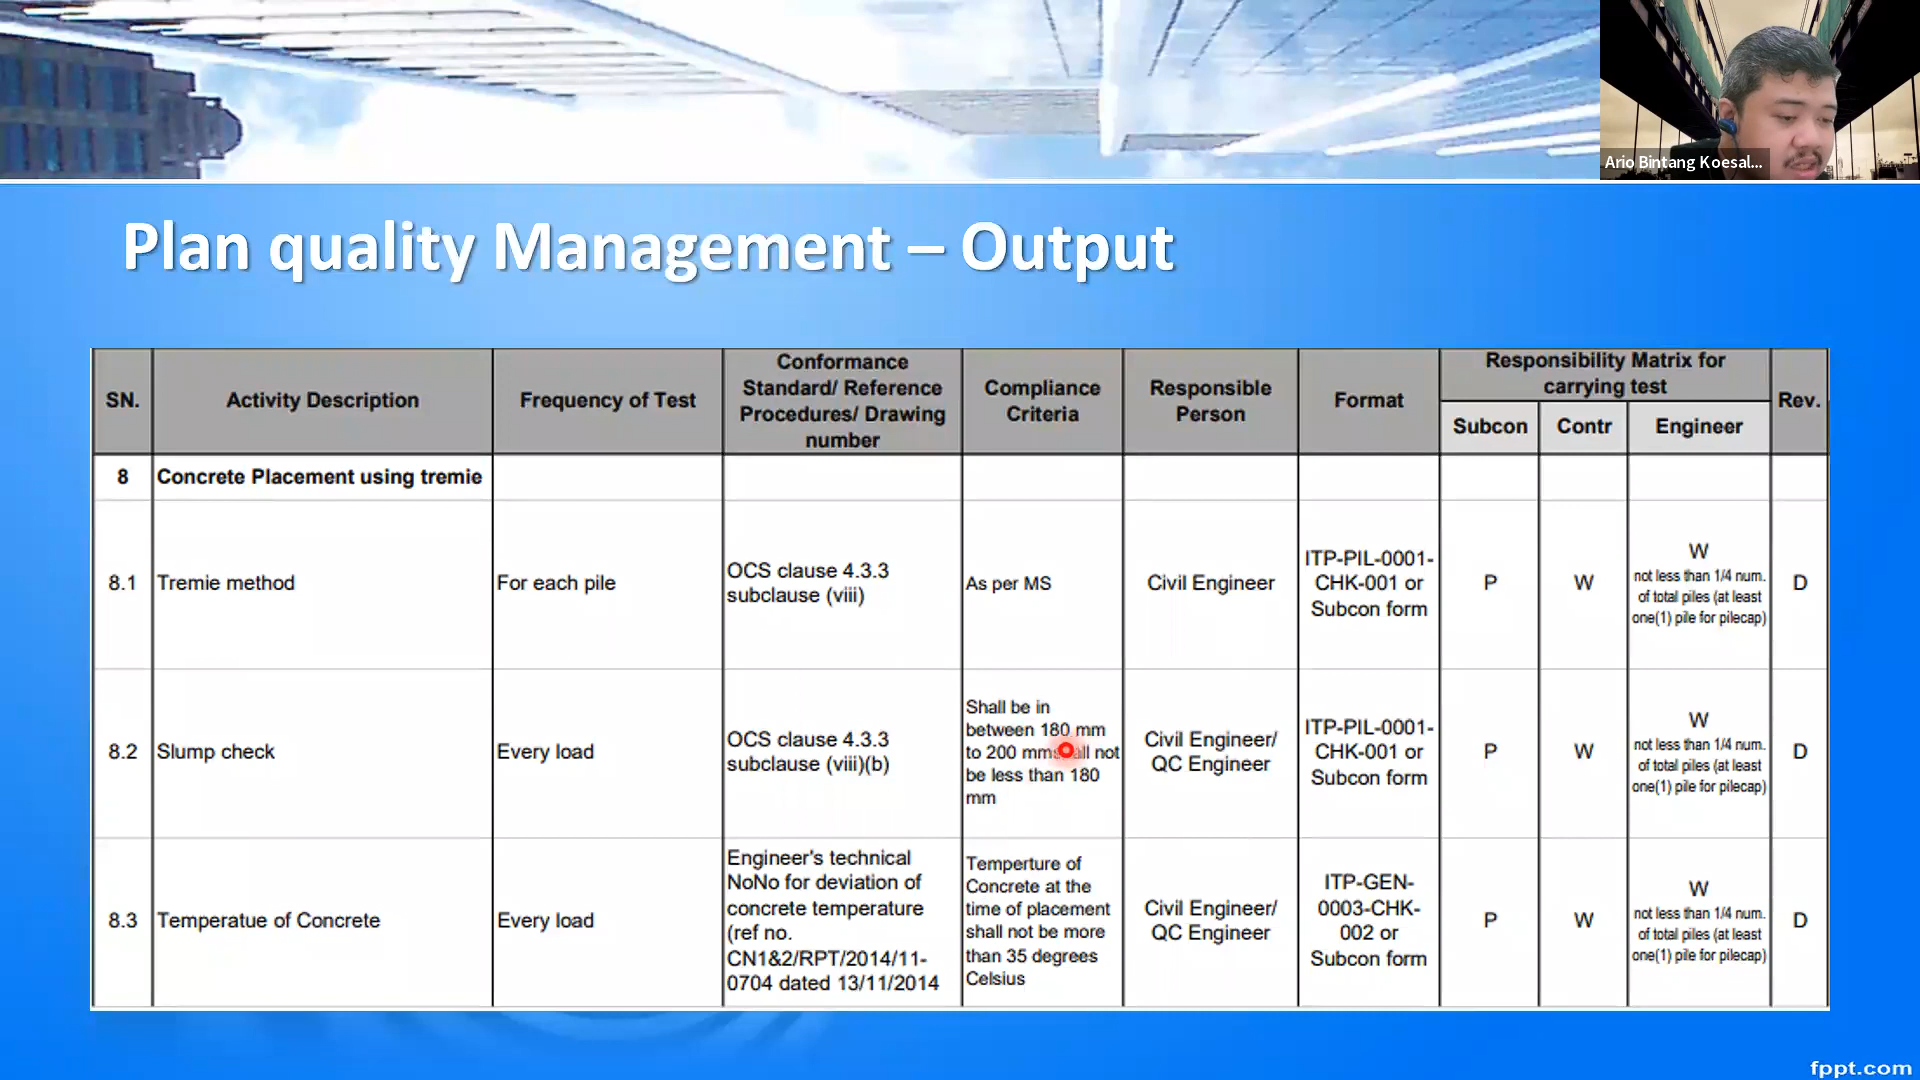 Ario Bintang Koesal...
Plan quality Management – Output
SN.
Activity Description
Frequency of Test
Conformance
Standard/ Reference
Procedures/ Drawing
number
Compliance
Criteria
Responsible
Person
Format
Responsibility Matrix for
carrying test
Subcon
Contr
Engineer
Rev.
8
Concrete Placement using tremie
8.1
Tremie method
For each pile
OCS clause 4.3.3
subclause (viii)
As per MS
Civil Engineer
ITP-PIL-0001-
CHK-001 or
Subcon form
P
W
W
not less than 1/4 num.
of total piles (at least
one(1) pile for pilecap)
D
8.2
Slump check
Every load
OCS clause 4.3.3
subclause (viii)(b)
Shall be in
between 180 mm
to 200 mm not
be less than 180
mm
Civil Engineer/
QC Engineer
ITP-PIL-0001-
CHK-001 or
Subcon form
P
W
W
not less than 1/4 num.
of total piles (at least
one(1) pile for pilecap)
D
8.3
Temperatue of Concrete
Every load
Engineer's technical
NoNo for deviation of
concrete temperature
(ref no.
CN1&2/RPT/2014/11-
0704 dated 13/11/2014
Temperture of
Concrete at the
time of placement
shall not be more
than 35 degrees
Celsius
Civil Engineer/
QC Engineer
ITP-GEN-
0003-CHK-
002 or
Subcon form
P
W
W
not less than 1/4 num.
of total piles (at least
one(1) pile for pilecap)
D
fppt.com